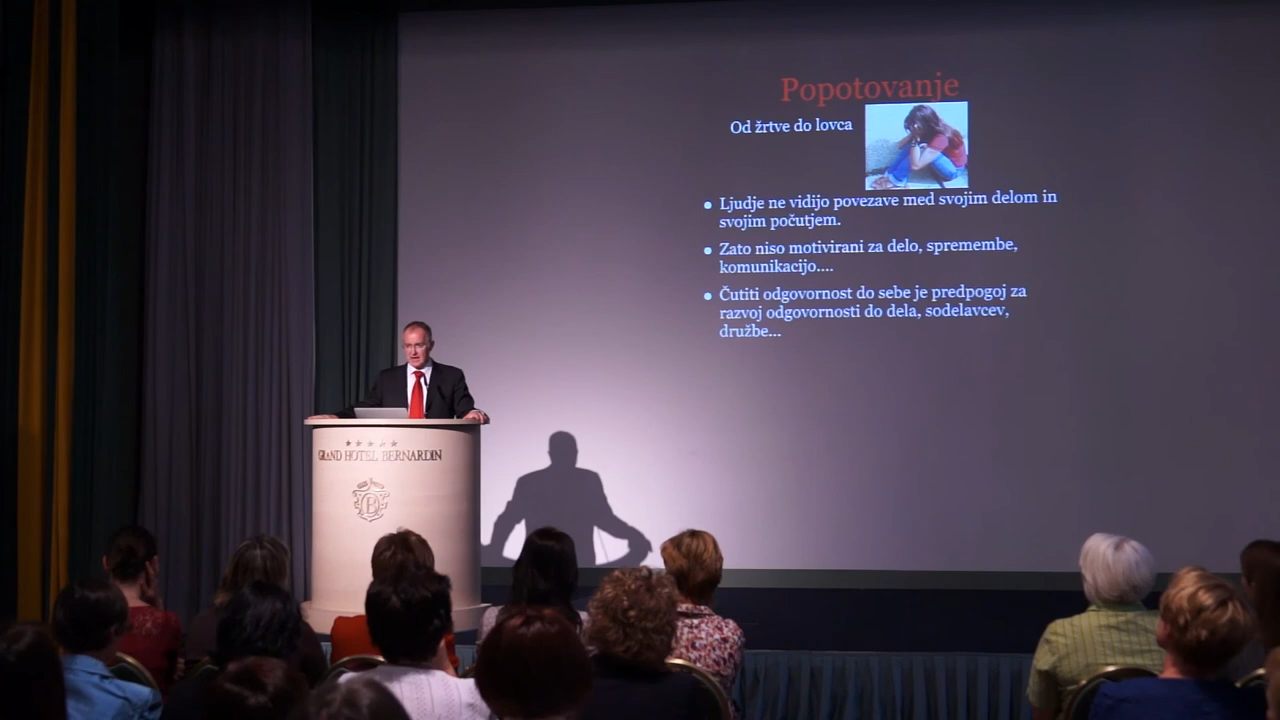 Popotovanje
Od žrtve do lovca
• Ljudje ne vidijo povezave med svojim delom in
svojim počutjem.
• Zato niso motivirani za delo, spremembe,
komunikacijo....
• Čutiti odgovornost do sebe je predpogoj za
razvoj odgovornosti do dela, sodelavcev,
družbe...
GRAND HOTEL BERNARDIN
B